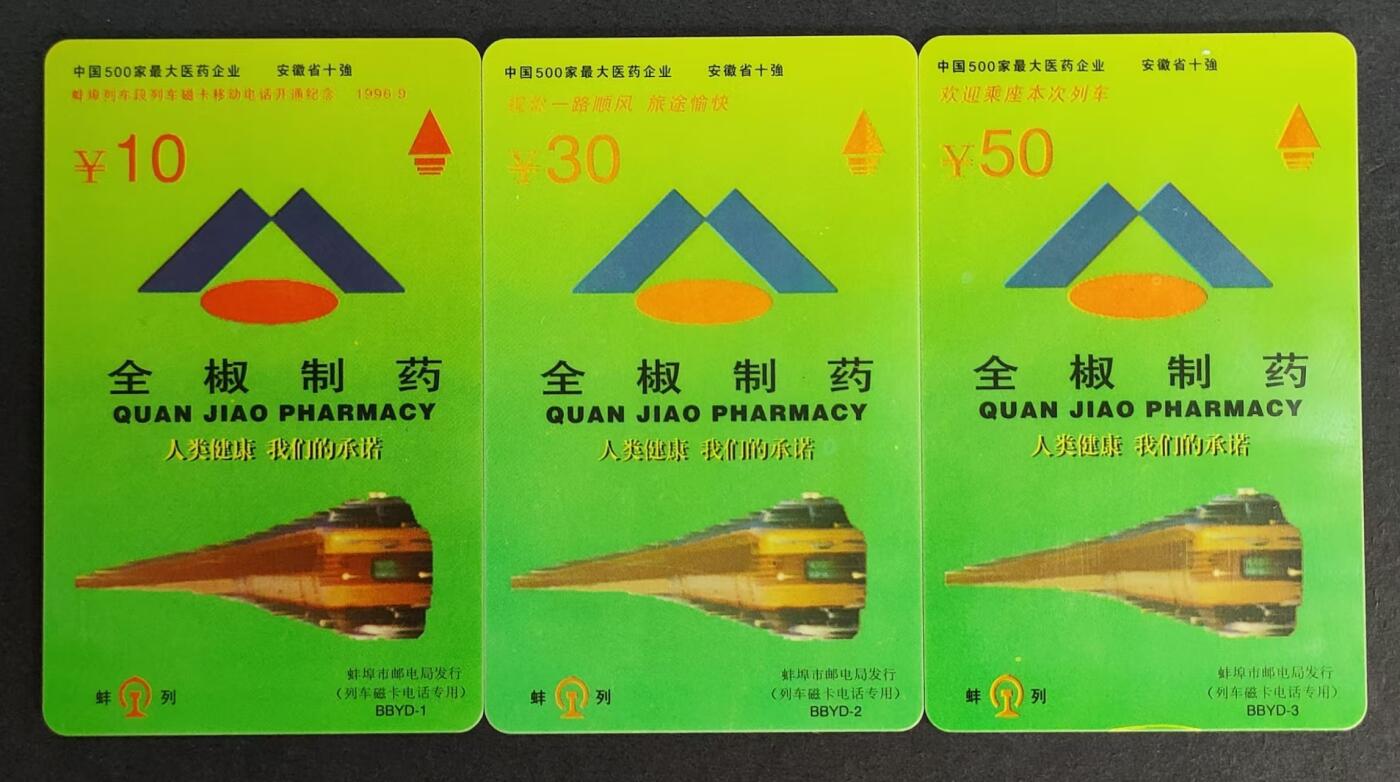 中国500家最大医药企业 安徽省十強
蚌埠列车段列车磁卡移动电话开通纪念 1996.9
¥10
全椒制药
QUAN JIAO PHARMACY
人类健康 我们的承诺
蚌 列
蚌埠市邮电局发行
(列车磁卡电话专用)
BBYD-1
中国500家最大医药企业 安徽省十強
祝您一路顺风 旅途愉快
¥30
全椒制药
QUAN JIAO PHARMACY
人类健康 我们的承诺
蚌 列
蚌埠市邮电局发行
(列车磁卡电话专用)
BBYD-2
中国500家最大医药企业 安徽省十強
欢迎乘座本次列车
¥50
全椒制药
QUAN JIAO PHARMACY
人类健康 我们的承诺
蚌 列
蚌埠市邮电局发行
(列车磁卡电话专用)
BBYD-3